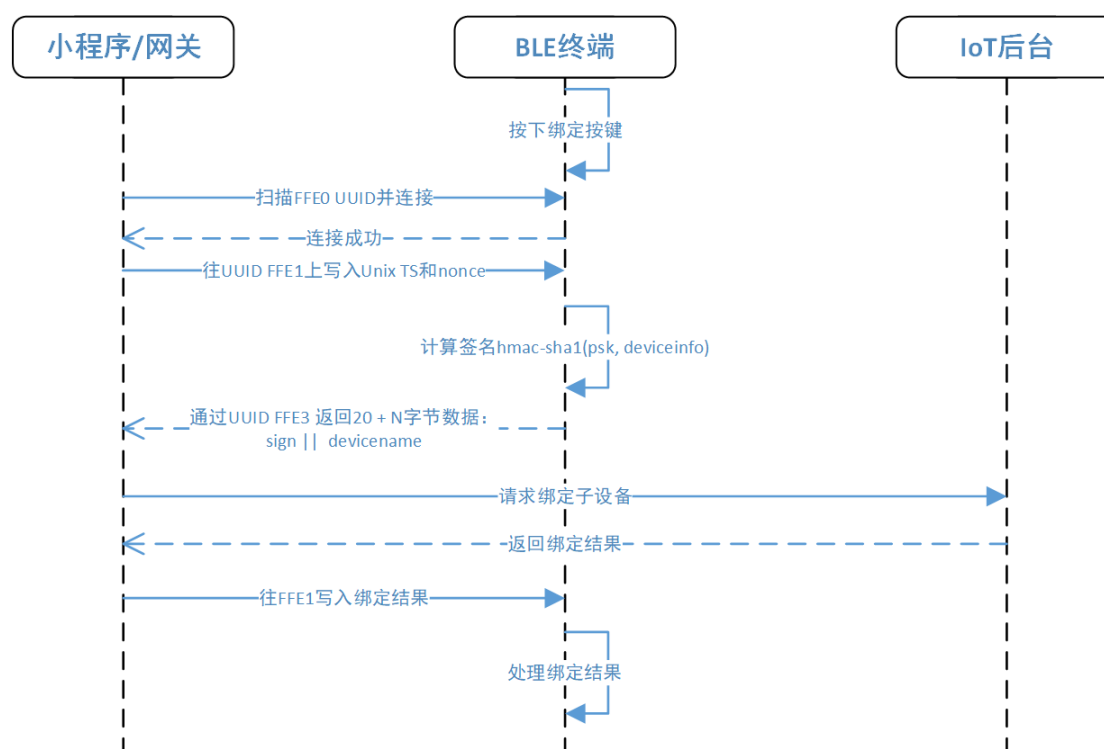 小程序/网关
BLE终端
IoT后台
按下绑定按键
扫描FFE0 UUID并连接
连接成功
往UUID FFE1上写入Unix TS和nonce
计算签名hmac-sha1(psk, deviceinfo)
通过UUID FFE3 返回20 + N字节数据：
sign || devicename
请求绑定子设备
返回绑定结果
往FFE1写入绑定结果
处理绑定结果